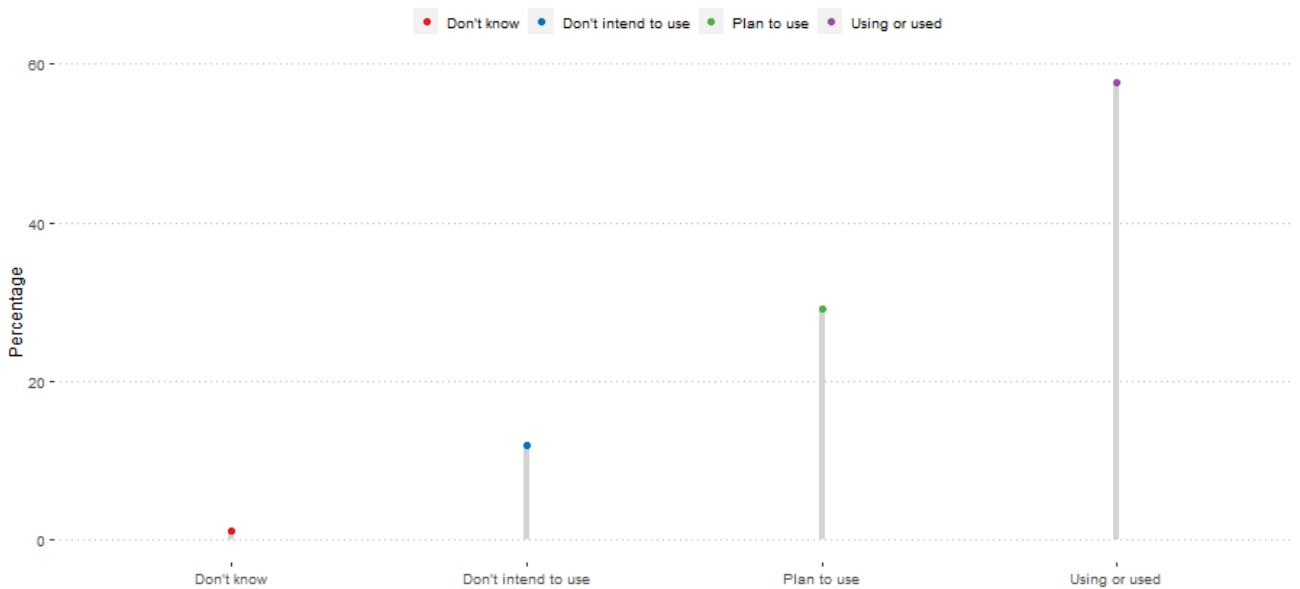 Don't know Don't intend to use Plan to use Using or used
60
40
20
0
Percentage
Don't know Don't intend to use Plan to use Using or used